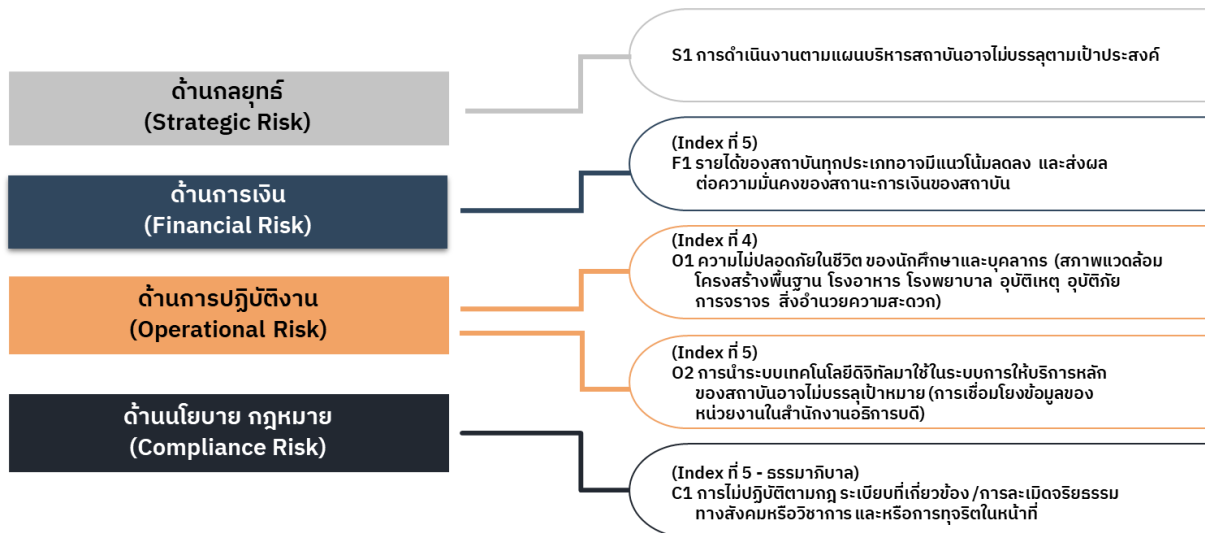 ด้านกลยุทธ์
(Strategic Risk)
S1 การดำเนินงานตามแผนบริหารสถาบันอาจไม่บรรลุตามเป้าประสงค์
ด้านการเงิน
(Financial Risk)
(Index ที่ 5)
F1 รายได้ของสถาบันทุกประเภทอาจมีแนวโน้มลดลง และส่งผล
ต่อความมั่นคงของสถานะการเงินของสถาบัน
ด้านการปฏิบัติงาน
(Operational Risk)
(Index ที่ 4)
O1 ความไม่ปลอดภัยในชีวิต ของนักศึกษาและบุคลากร (สภาพแวดล้อม
โครงสร้างพื้นฐาน โรงอาหาร โรงพยาบาล อุบัติเหตุ อุบัติภัย
การจราจร สิ่งอำนวยความสะดวก)
(Index ที่ 5)
O2 การนำระบบเทคโนโลยีดิจิทัลมาใช้ในระบบการให้บริการหลัก
ของสถาบันอาจไม่บรรลุเป้าหมาย (การเชื่อมโยงข้อมูลของ
หน่วยงานในสำนักงานอธิการบดี)
ด้านนโยบาย กฎหมาย
(Compliance Risk)
(Index ที่ 5 - ธรรมาภิบาล)
C1 การไม่ปฏิบัติตามกฎ ระเบียบที่เกี่ยวข้อง /การละเมิดจริยธรรม
ทางสังคมหรือวิชาการ และหรือการทุจริตในหน้าที่